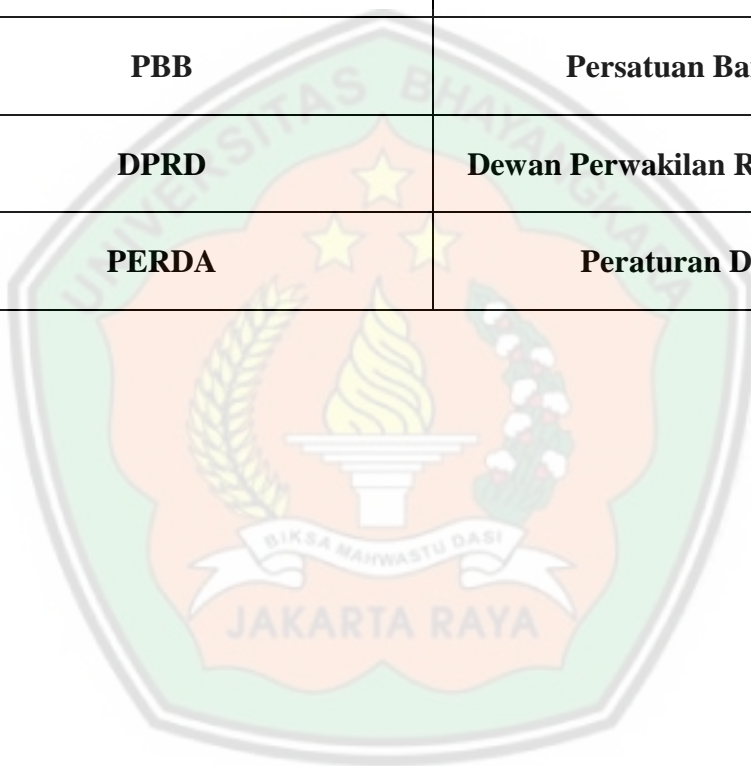 PBB Persatuan Ba
DPRD Dewan Perwakilan R
PERDA Peraturan D
UNIVERSITAS BHAYANGKARA
BIKSA MAHWASTU DASI
JAKARTA RAYA